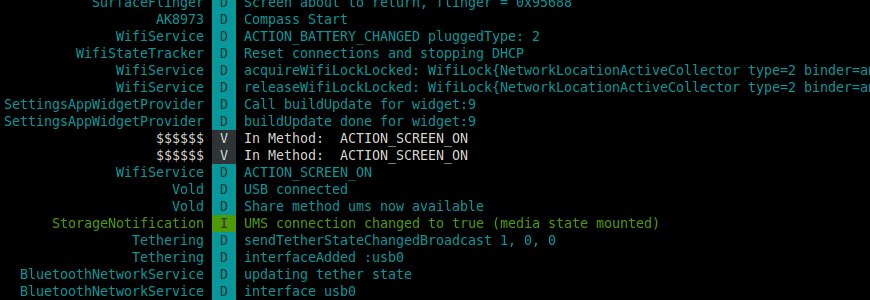 SurfaceFlinger D Screen about to return, flinger = 0x95688
AK8973 D Compass Start
WifiService D ACTION_BATTERY_CHANGED pluggedType: 2
WifiStateTracker D Reset connections and stopping DHCP
WifiService D acquireWifiLockLocked: WifiLock{NetworkLocationActiveCollector type=2 binder=an
WifiService D releaseWifiLockLocked: WifiLock{NetworkLocationActiveCollector type=2 binder=an
SettingsAppWidgetProvider D Call buildUpdate for widget:9
SettingsAppWidgetProvider D buildUpdate done for widget:9
$$$$$$ V In Method:  ACTION_SCREEN_ON
$$$$$$ V In Method:  ACTION_SCREEN_ON
WifiService D ACTION_SCREEN_ON
Vold D USB connected
Vold D Share method ums now available
StorageNotification I UMS connection changed to true (media state mounted)
Tethering D sendTetherStateChangedBroadcast 1, 0, 0
Tethering D interfaceAdded :usb0
BluetoothNetworkService D updating tether state
BluetoothNetworkService D interface usb0